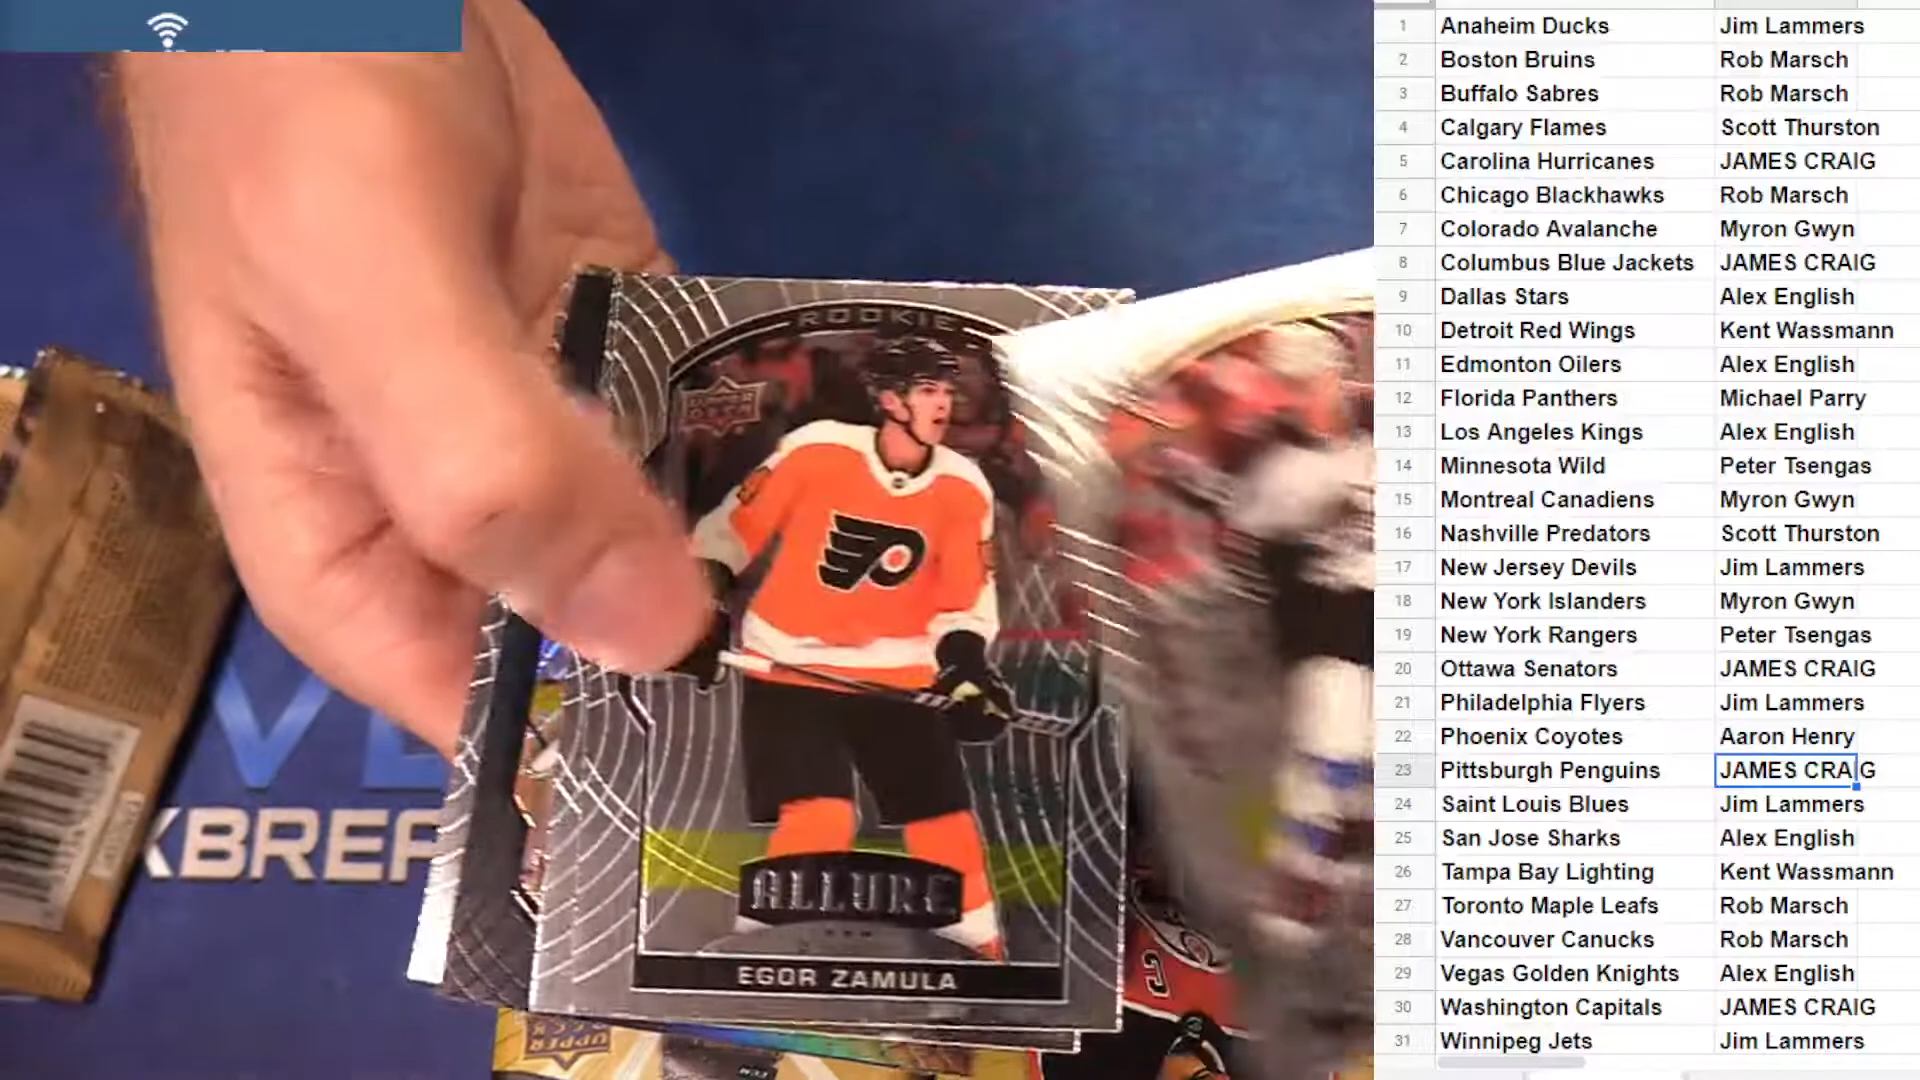 ROOKIE
UPPER DECK
ALLURE
EGOR ZAMULA
C
UPPER DECK
1 Anaheim Ducks Jim Lammers
2 Boston Bruins Rob Marsch
3 Buffalo Sabres Rob Marsch
4 Calgary Flames Scott Thurston
5 Carolina Hurricanes JAMES CRAIG
6 Chicago Blackhawks Rob Marsch
7 Colorado Avalanche Myron Gwyn
8 Columbus Blue Jackets JAMES CRAIG
9 Dallas Stars Alex English
10 Detroit Red Wings Kent Wassmann
11 Edmonton Oilers Alex English
12 Florida Panthers Michael Parry
13 Los Angeles Kings Alex English
14 Minnesota Wild Peter Tsengas
15 Montreal Canadiens Myron Gwyn
16 Nashville Predators Scott Thurston
17 New Jersey Devils Jim Lammers
18 New York Islanders Myron Gwyn
19 New York Rangers Peter Tsengas
20 Ottawa Senators JAMES CRAIG
21 Philadelphia Flyers Jim Lammers
22 Phoenix Coyotes Aaron Henry
23 Pittsburgh Penguins JAMES CRAIG
24 Saint Louis Blues Jim Lammers
25 San Jose Sharks Alex English
26 Tampa Bay Lighting Kent Wassmann
27 Toronto Maple Leafs Rob Marsch
28 Vancouver Canucks Rob Marsch
29 Vegas Golden Knights Alex English
30 Washington Capitals JAMES CRAIG
31 Winnipeg Jets Jim Lammers